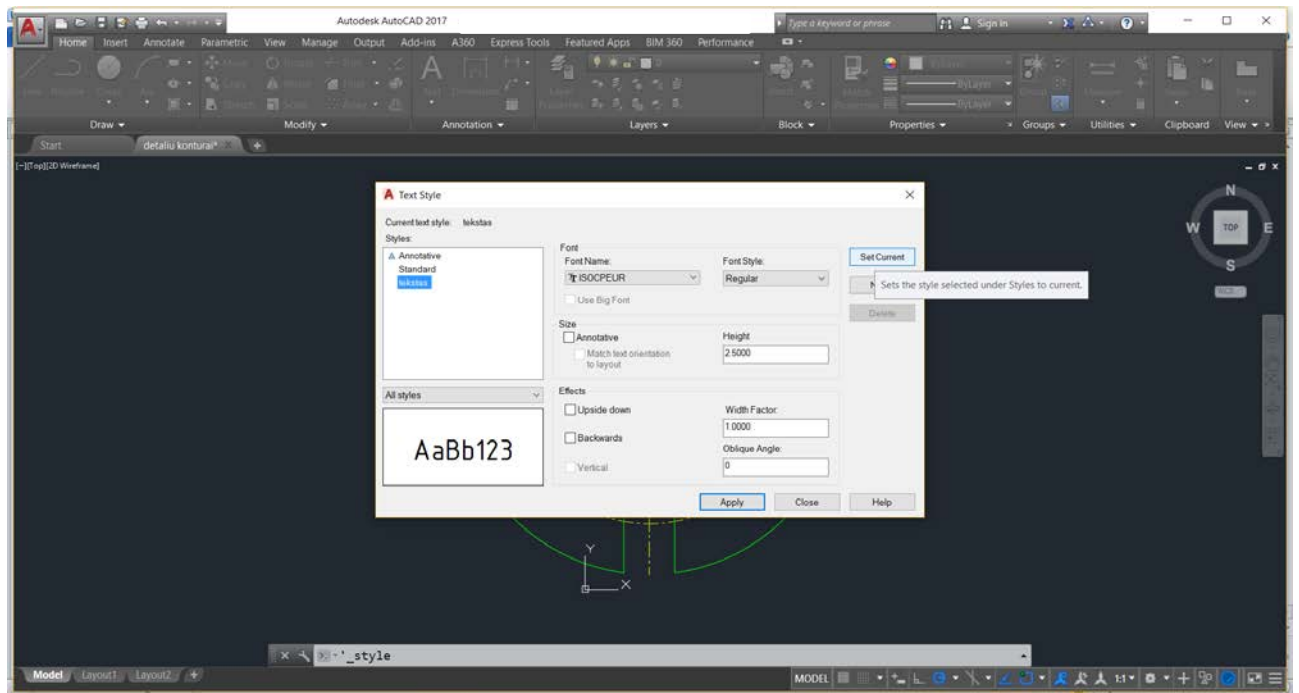 Autodesk AutoCAD 2017
Type a keyword or phrase
Sign In
Home Insert Annotate Parametric View Manage Output Add-ins A360 Express Tools Featured Apps BIM 360 Performance
ByLayer
ByLayer
Draw Modify Annotation Layers Block Properties Groups Utilities Clipboard View
Start detaliu konturai* +
[−][Top][2D Wireframe]
N
W TOP E
S
WCS
Text Style
Current text style: tekstas
Styles:
Annotative
Standard
tekstas
All styles
AaBb123
Font
Font Name:
ISOCPEUR
Use Big Font
Font Style:
Regular
Size
Annotative
Match text orientation
to layout
Height
2.5000
Effects
Upside down
Backwards
Vertical
Width Factor:
1.0000
Oblique Angle:
0
Set Current
Sets the style selected under Styles to current.
Delete
Apply Close Help
Y
X
'_style
Model Layout1 Layout2 +
MODEL 1:1